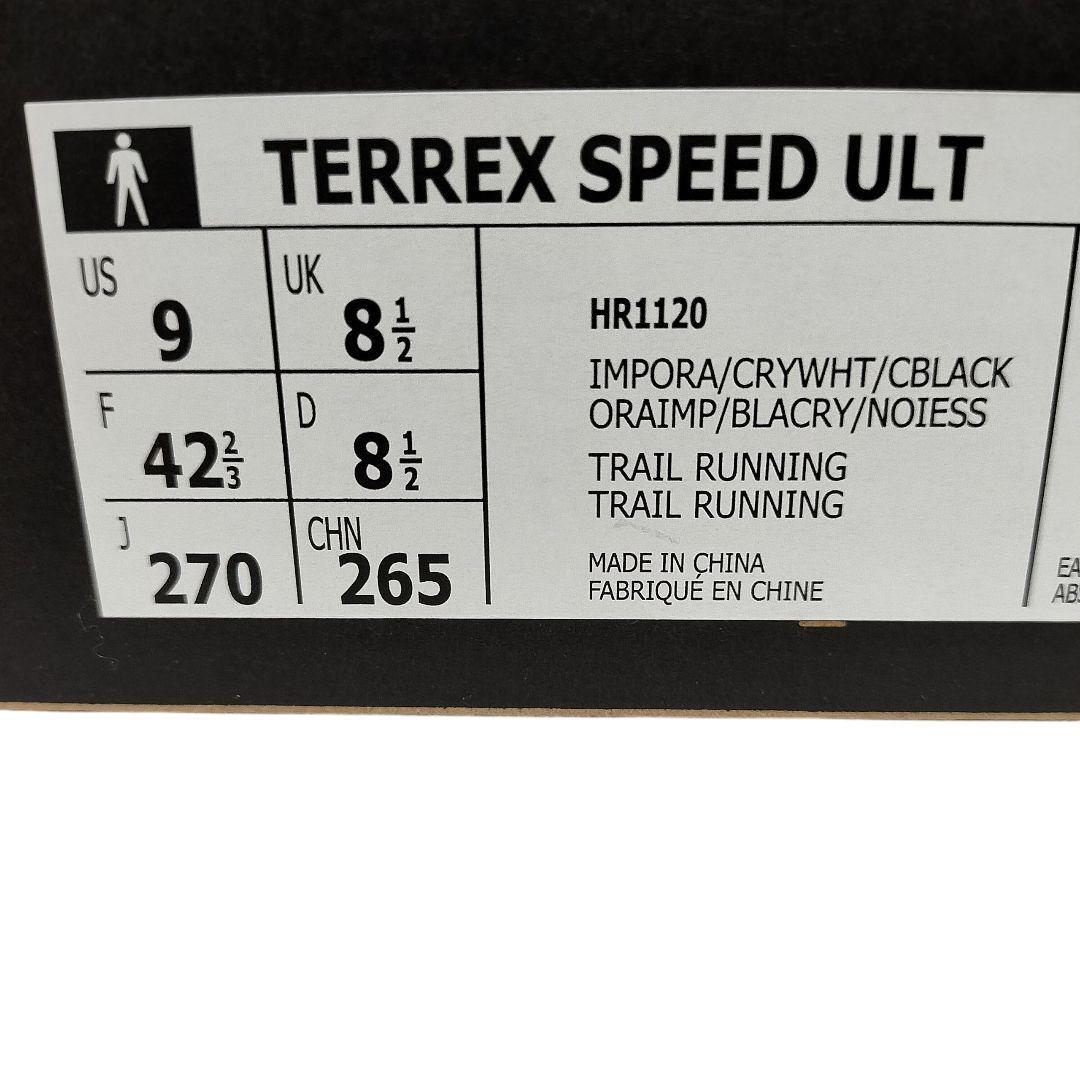 TERREX SPEED ULT
US 9
UK 8 1/2
F 42 2/3
D 8 1/2
J 270
CHN 265
HR1120
IMPORA/CRYWHT/CBLACK
ORAIMP/BLACRY/NOIESS
TRAIL RUNNING
TRAIL RUNNING
MADE IN CHINA
FABRIQUÉ EN CHINE